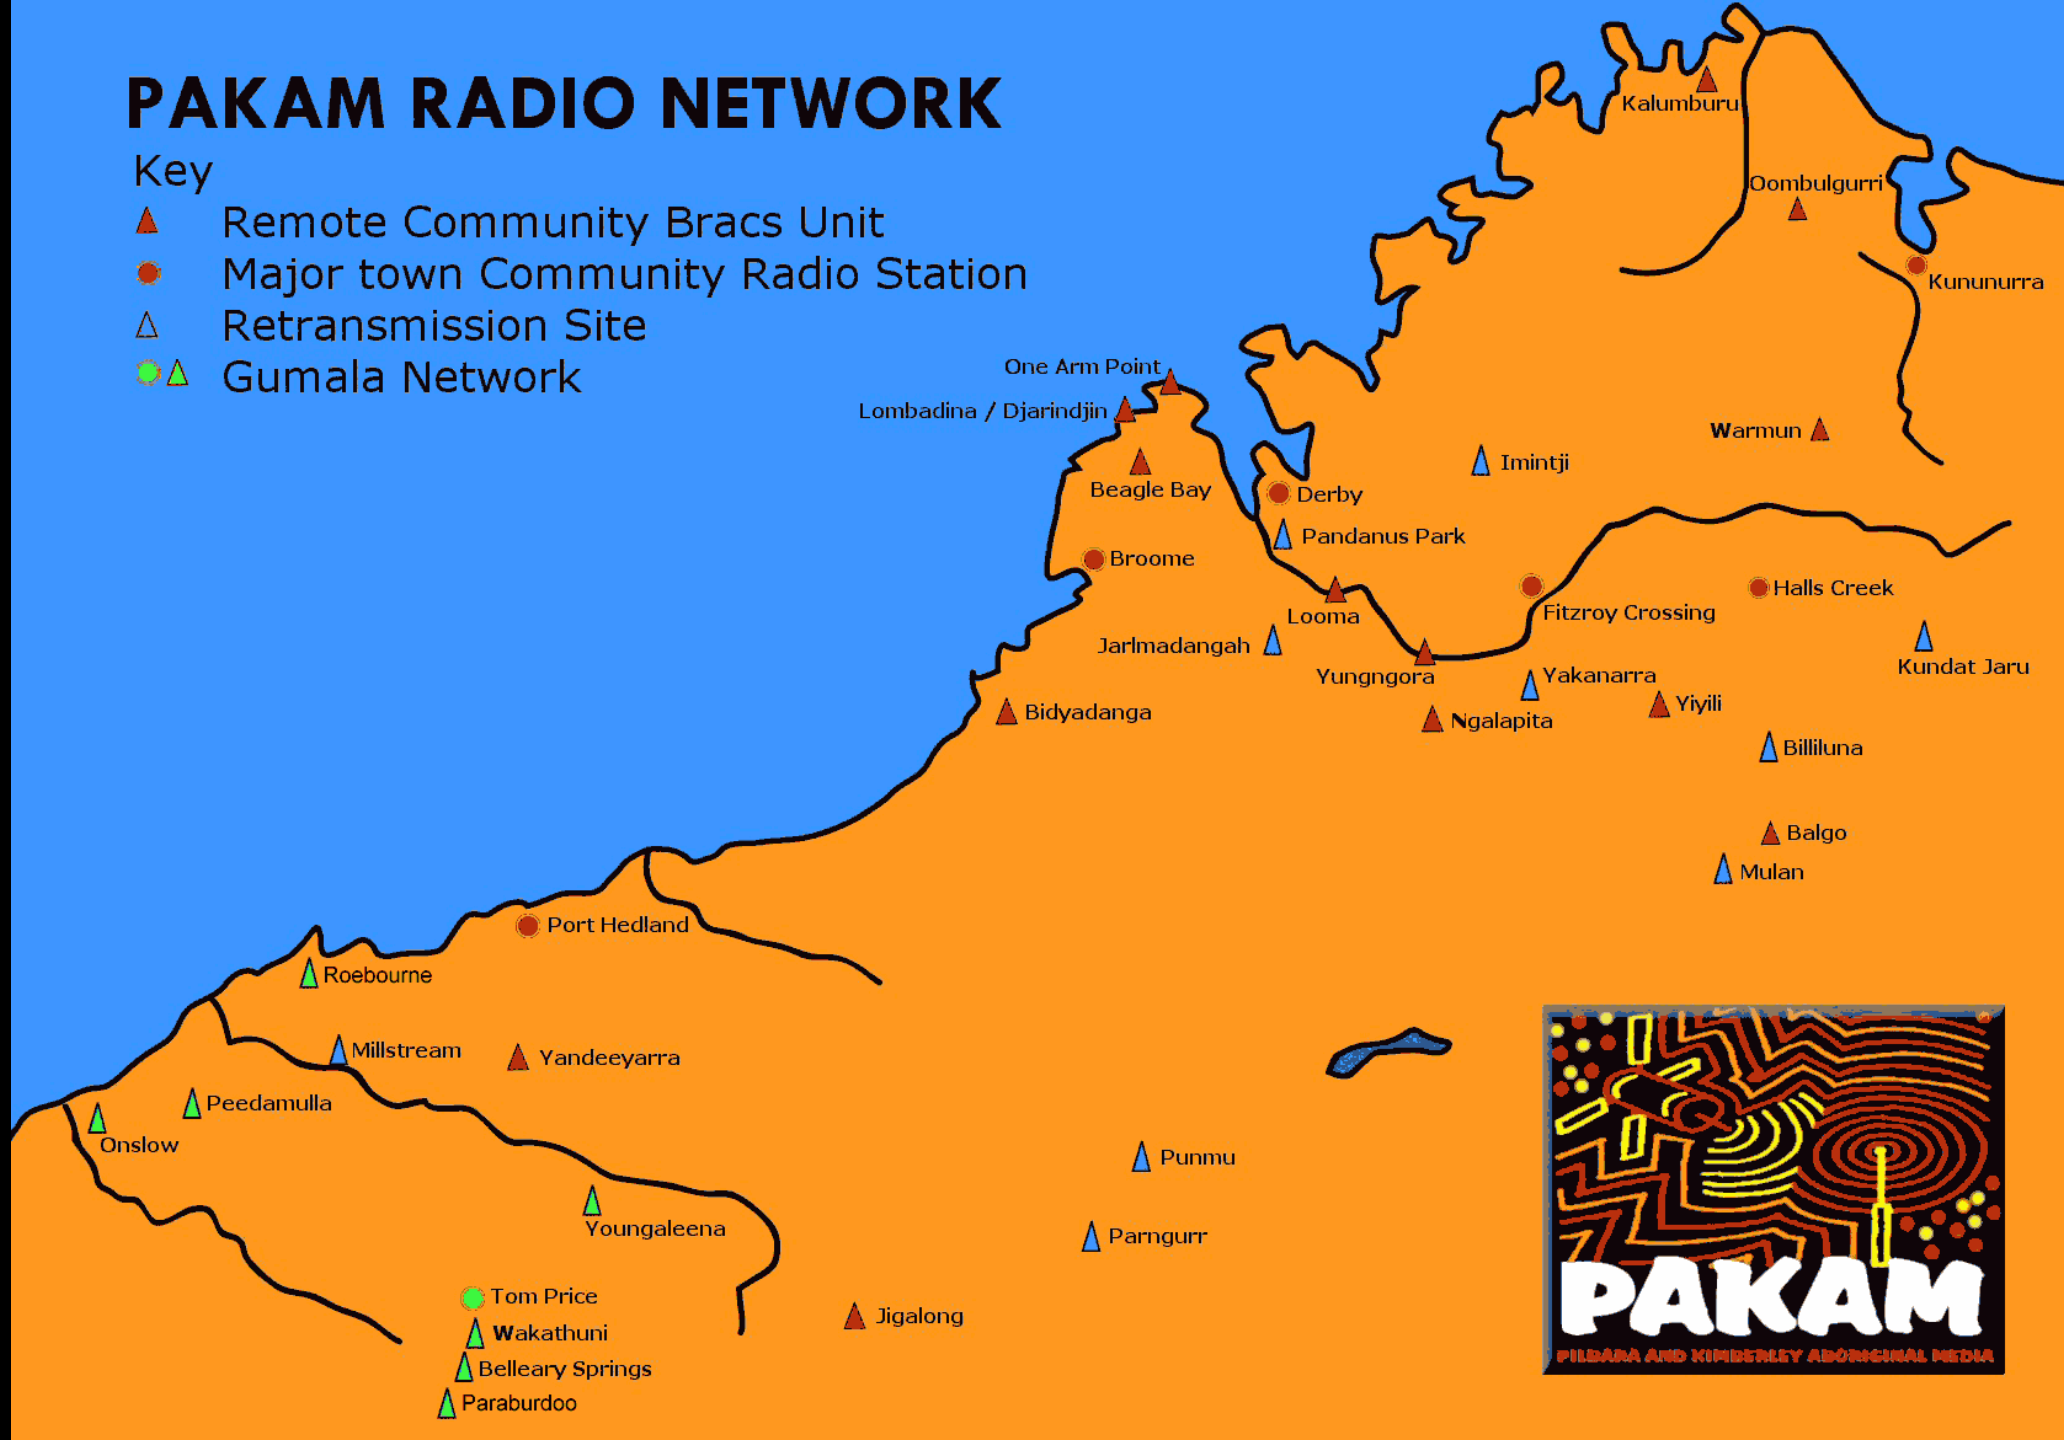 PAKAM RADIO NETWORK
Key
Remote Community Bracs Unit
Major town Community Radio Station
Retransmission Site
Gumala Network
Kalumburu
Oombulgurri
Kununurra
One Arm Point
Lombadina / Djarindjin
Warmun
Imintji
Beagle Bay
Derby
Pandanus Park
Broome
Halls Creek
Fitzroy Crossing
Looma
Jarlmadangah
Kundat Jaru
Yungngora
Yakanarra
Yiyili
Bidyadanga
Ngalapita
Billiluna
Balgo
Mulan
Port Hedland
Roebourne
Millstream
Yandeeyarra
Peedamulla
Onslow
Punmu
Youngaleena
Parngurr
Tom Price
Jigalong
Wakathuni
Belleary Springs
Paraburdoo
PAKAM
PILBARA AND KIMBERLEY ABORIGINAL MEDIA